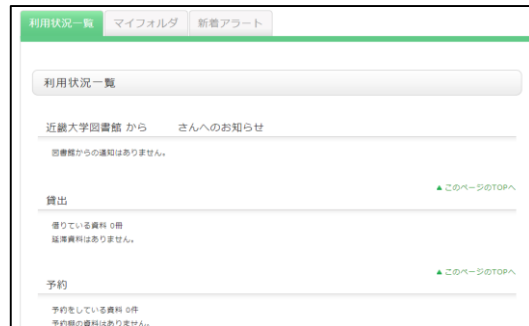 利用状況一覧 マイフォルダ 新着アラート
利用状況一覧
近畿大学図書館 から さんへのお知らせ
図書館からの通知はありません。
▲ このページのTOPへ
貸出
借りている資料 0冊
延滞資料はありません。
▲ このページのTOPへ
予約
予約をしている資料 0件
予約棚の資料はありません。